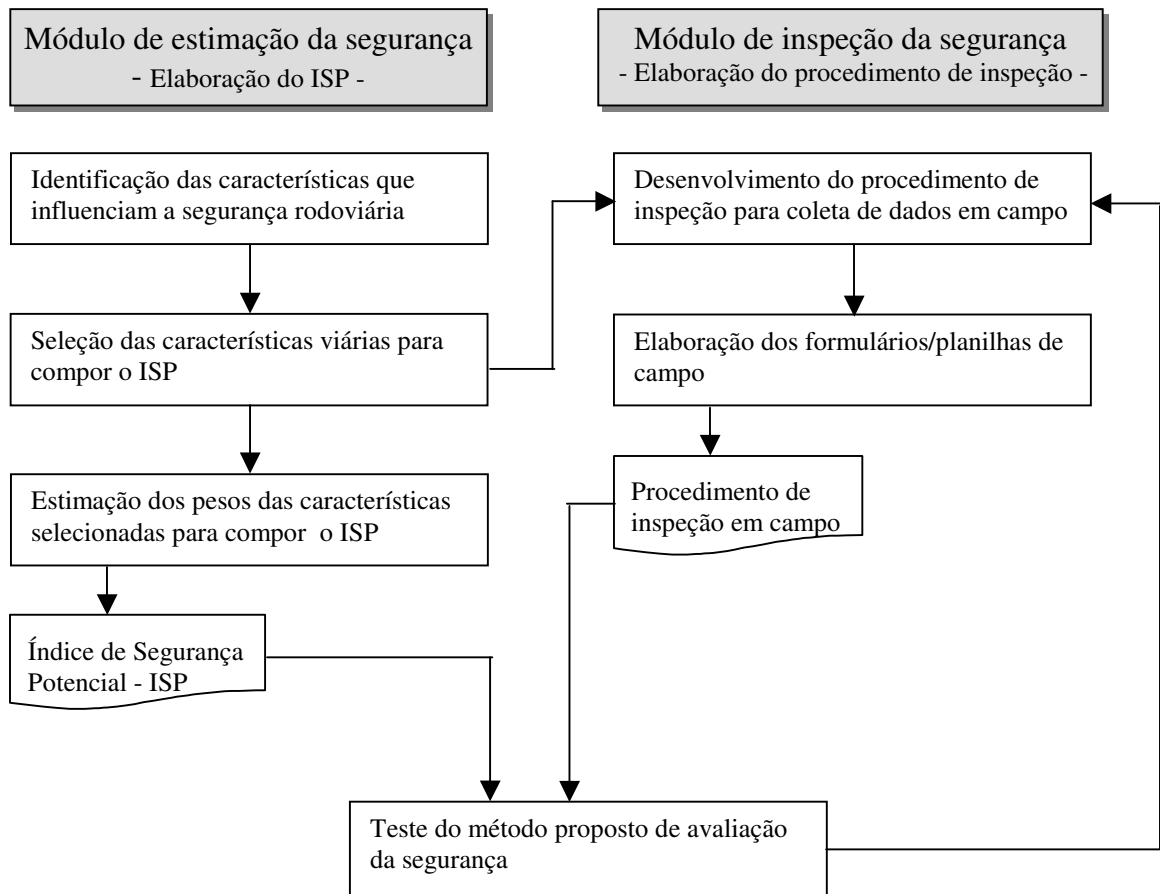 Módulo de estimação da segurança
- Elaboração do ISP -
Módulo de inspeção da segurança
- Elaboração do procedimento de inspeção -
Identificação das características que
influenciam a segurança rodoviária
Desenvolvimento do procedimento de
inspeção para coleta de dados em campo
Seleção das características viárias para
compor o ISP
Elaboração dos formulários/planilhas de
campo
Estimação dos pesos das características
selecionadas para compor o ISP
Procedimento de
inspeção em campo
Índice de Segurança
Potencial - ISP
Teste do método proposto de avaliação
da segurança